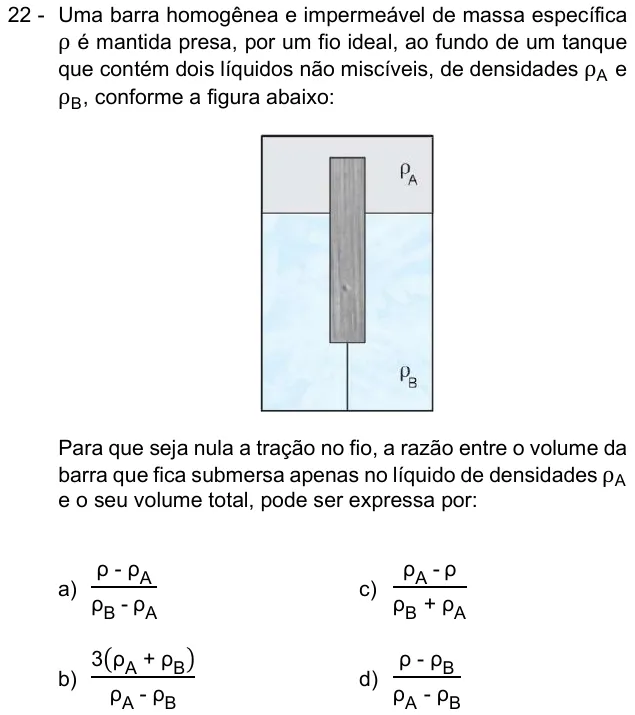 22 - Uma barra homogênea e impermeável de massa específica
ρ é mantida presa, por um fio ideal, ao fundo de um tanque
que contém dois líquidos não miscíveis, de densidades ρA e
ρB, conforme a figura abaixo:
ρA
ρB
Para que seja nula a tração no fio, a razão entre o volume da
barra que fica submersa apenas no líquido de densidades ρA
e o seu volume total, pode ser expressa por:
a) (ρ - ρA)/(ρB - ρA)
c) (ρA - ρ)/(ρB + ρA)
b) 3(ρA + ρB)/(ρA - ρB)
d) (ρ - ρB)/(ρA - ρB)